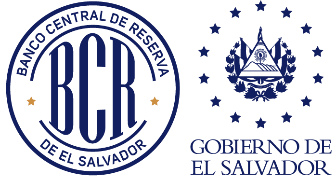 BANCO CENTRAL DE RESERVA
BCR
DE EL SALVADOR
GOBIERNO DE
EL SALVADOR